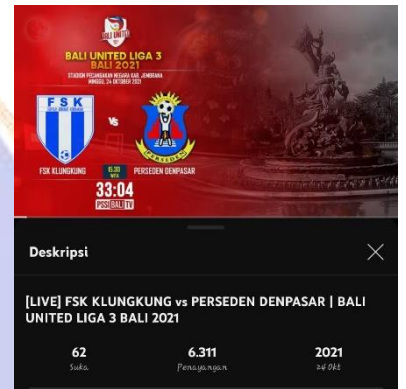 BALI UNITED
BALI UNITED LIGA 3
BALI 2021
STADION PECANGAKAN NEGARA KAB. JEMBRANA
MINGGU, 24 OKTOBER 2021
FSK
VS
PERSEDEN
FSK KLUNGKUNG
15.30
WITA
PERSEDEN DENPASAR
33:04
PSSI BALI TV
Deskripsi
[LIVE] FSK KLUNGKUNG vs PERSEDEN DENPASAR | BALI
UNITED LIGA 3 BALI 2021
62 6.311 2021
Suka Penayangan 24 Okt